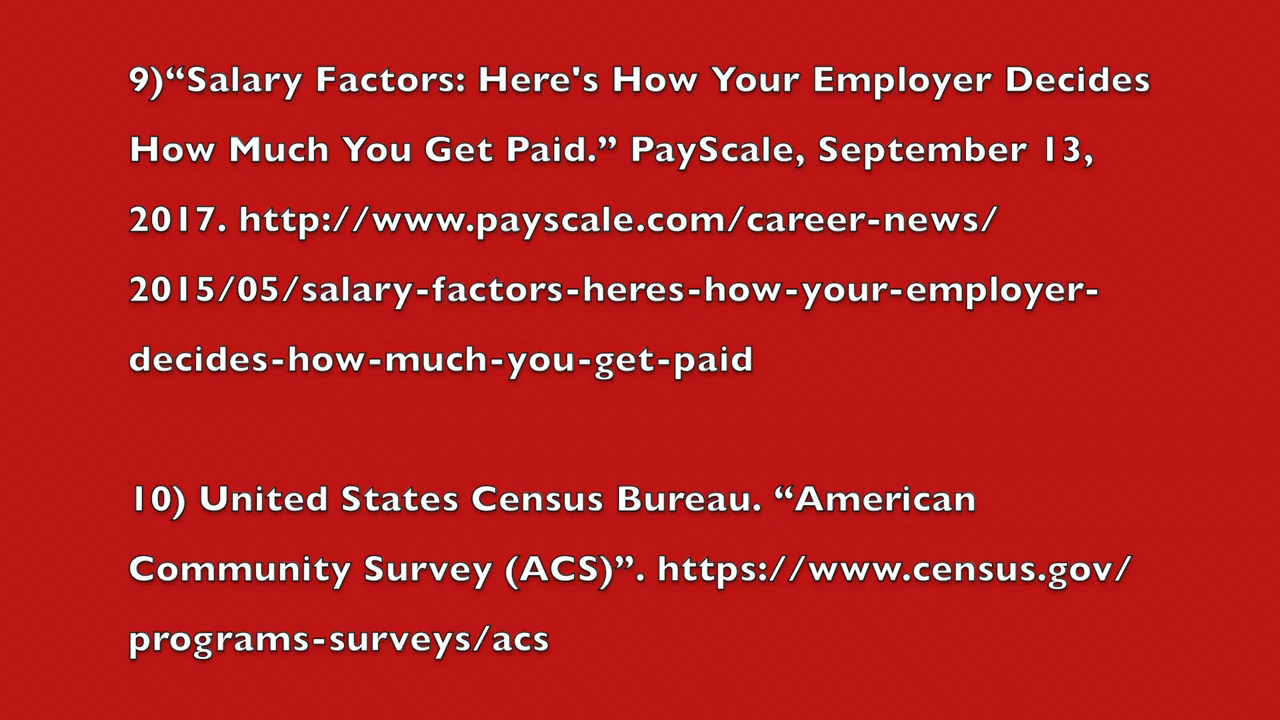 9)“Salary Factors: Here's How Your Employer Decides
How Much You Get Paid.” PayScale, September 13,
2017. http://www.payscale.com/career-news/
2015/05/salary-factors-heres-how-your-employer-
decides-how-much-you-get-paid
10) United States Census Bureau. “American
Community Survey (ACS)”. https://www.census.gov/
programs-surveys/acs